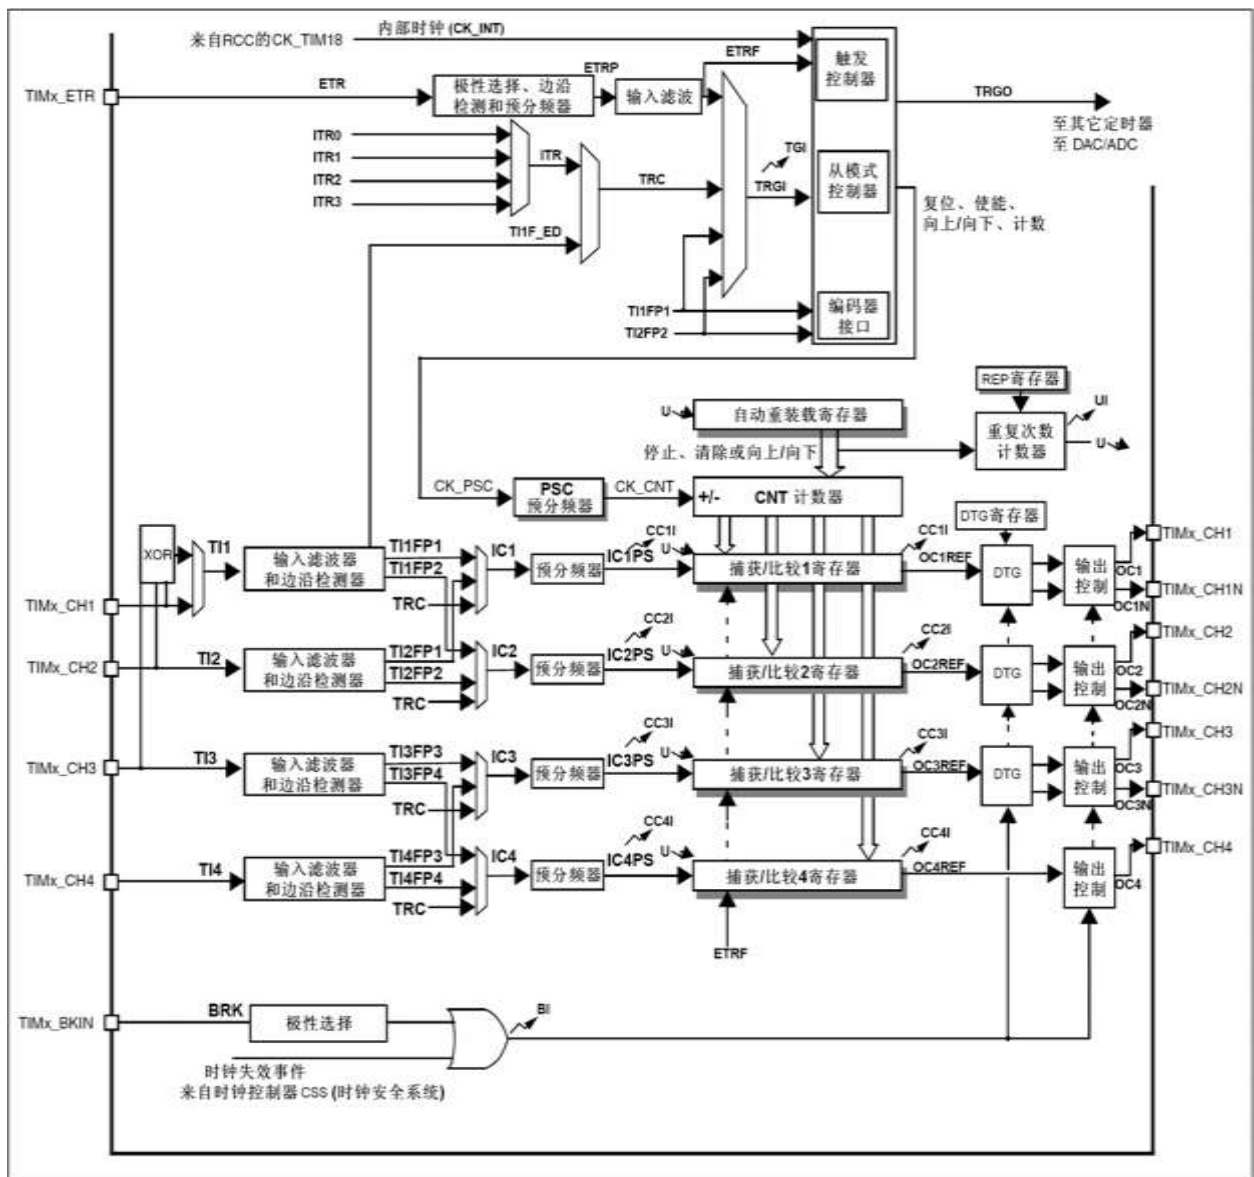 内部时钟 (CK_INT)
来自RCC的CK_TIM18
ETRF
触发
控制器
TIMx_ETR
ETR
极性选择、边沿
检测和预分频器
ETRP
输入滤波
TRGO
至其它定时器
至 DAC/ADC
ITR0
ITR1
ITR2
ITR3
ITR
TRC
TGI
TRGI
从模式
控制器
复位、使能、
向上/向下、计数
TI1F_ED
TI1FP1
TI2FP2
编码器
接口
REP寄存器
U
自动重装载寄存器
UI
重复次数
计数器
U
停止、清除或向上/向下
CK_PSC
PSC
预分频器
CK_CNT
+/-
CNT 计数器
DTG寄存器
XOR
TI1
输入滤波器
和边沿检测器
TI1FP1
TI1FP2
TRC
IC1
预分频器
CC1I
IC1PS
U
捕获/比较1寄存器
CC1I
OC1REF
DTG
输出
控制
OC1
OC1N
TIMx_CH1
TIMx_CH1N
TIMx_CH1
TIMx_CH2
TI2
输入滤波器
和边沿检测器
TI2FP1
TI2FP2
TRC
IC2
预分频器
CC2I
IC2PS
U
捕获/比较2寄存器
CC2I
OC2REF
DTG
输出
控制
OC2
OC2N
TIMx_CH2
TIMx_CH2N
TIMx_CH3
TI3
输入滤波器
和边沿检测器
TI3FP3
TI3FP4
TRC
IC3
预分频器
CC3I
IC3PS
U
捕获/比较3寄存器
CC3I
OC3REF
DTG
输出
控制
OC3
OC3N
TIMx_CH3
TIMx_CH3N
TIMx_CH4
TI4
输入滤波器
和边沿检测器
TI4FP3
TI4FP4
TRC
IC4
预分频器
CC4I
IC4PS
U
捕获/比较4寄存器
CC4I
OC4REF
输出
控制
OC4
TIMx_CH4
ETRF
TIMx_BKIN
BRK
极性选择
BI
时钟失效事件
来自时钟控制器 CSS (时钟安全系统)